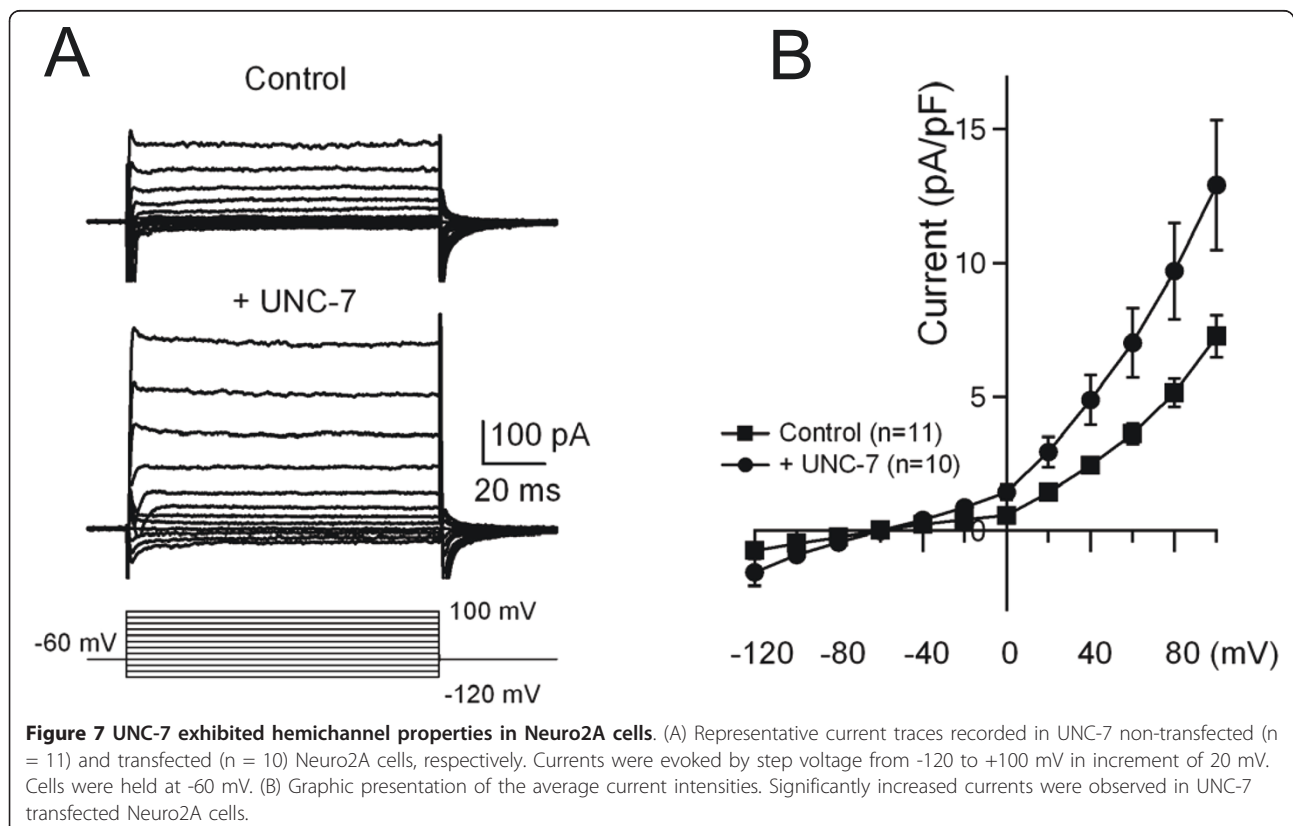 A
Control
+ UNC-7
100 pA
20 ms
-60 mV
100 mV
-120 mV
B
Current (pA/pF)
15
10
5
0
Control (n=11)
+ UNC-7 (n=10)
-120 -80 -40 0 40 80 (mV)
Figure 7 UNC-7 exhibited hemichannel properties in Neuro2A cells. (A) Representative current traces recorded in UNC-7 non-transfected (n
= 11) and transfected (n = 10) Neuro2A cells, respectively. Currents were evoked by step voltage from -120 to +100 mV in increment of 20 mV.
Cells were held at -60 mV. (B) Graphic presentation of the average current intensities. Significantly increased currents were observed in UNC-7
transfected Neuro2A cells.